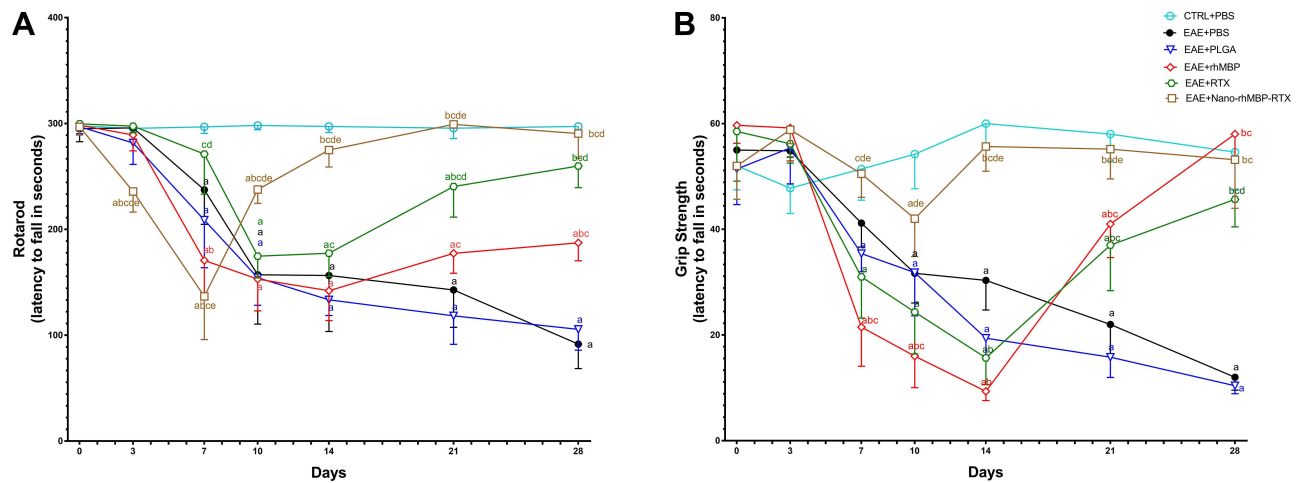 A
400
300
200
100
0
Rotarod
(latency to fall in seconds)
0 3 7 10 14 21 28
Days
abcde
cd
a
a
ab
abce
abcde
a
a
a
a
bcde
ac
a
a
a
bcde
abcd
ac
a
a
bcd
bcd
abc
a
a
B
80
60
40
20
0
Grip Strength
(latency to fall in seconds)
0 3 7 10 14 21 28
Days
cde
a
a
abc
ade
a
a
abc
bcde
a
a
ab
ab
bcde
abc
abc
a
a
bc
bc
bcd
a
a
CTRL+PBS
EAE+PBS
EAE+PLGA
EAE+rhMBP
EAE+RTX
EAE+Nano-rhMBP-RTX